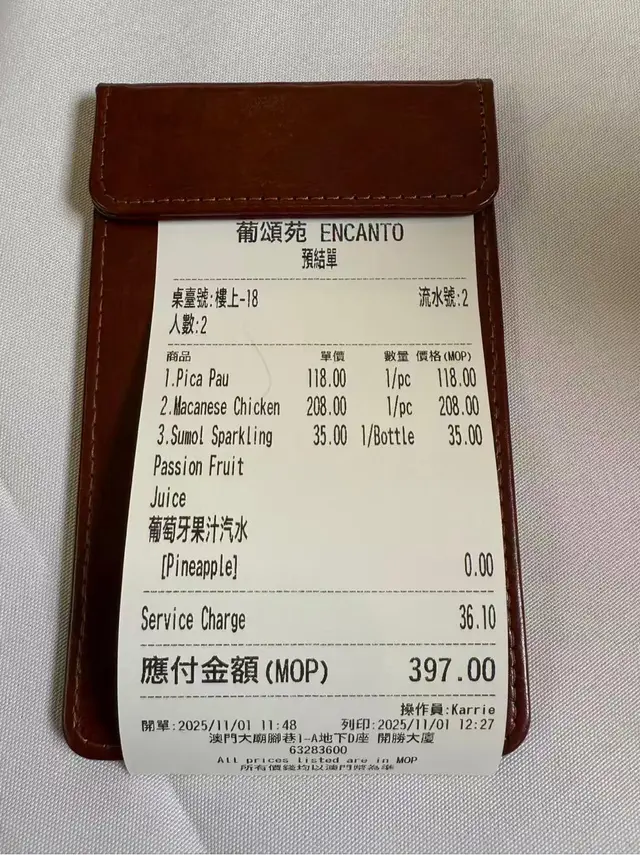 葡頌苑 ENCANTO
預結單
桌臺號:樓上-18 流水號:2
人數:2
商品 單價 數量 價格(MOP)
1.Pica Pau 118.00 1/pc 118.00
2.Macanese Chicken 208.00 1/pc 208.00
3.Sumol Sparkling 35.00 1/Bottle 35.00
Passion Fruit
Juice
葡萄牙果汁汽水
[Pineapple] 0.00
Service Charge 36.10
應付金額(MOP) 397.00
操作員:Karrie
開單:2025/11/01 11:48 列印:2025/11/01 12:27
澳門大廟腳巷1-A地下D座 開勝大廈
63283600
All prices listed are in MOP
所有價錢均以澳門幣為準